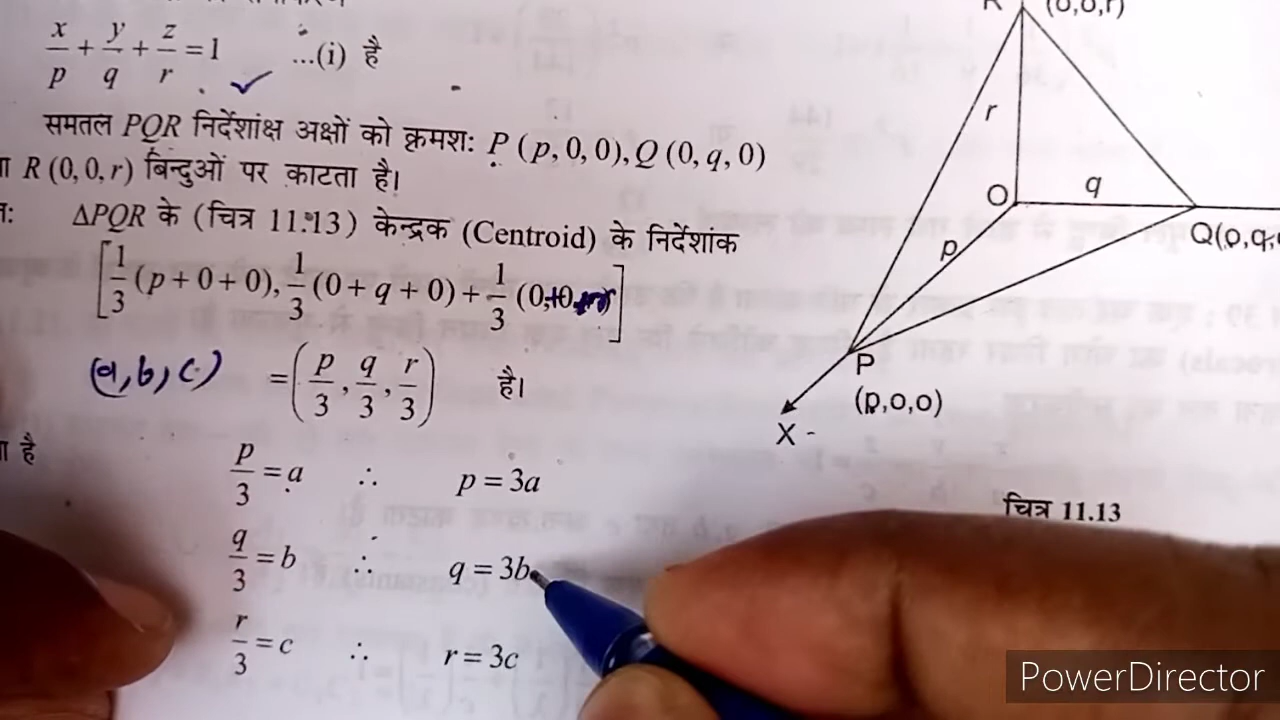 x/p + y/q + z/r = 1 ...(i) है
समतल PQR निर्देशांक्ष अक्षों को क्रमश: P (p, 0, 0), Q (0, q, 0)
R (0, 0, r) बिन्दुओं पर काटता है।
ΔPQR के (चित्र 11.13) केन्द्रक (Centroid) के निर्देशांक
[1/3 (p + 0 + 0), 1/3 (0 + q + 0) + 1/3 (0+0+r)]
(a, b, c) = (p/3, q/3, r/3) है।
है
p/3 = a ∴ p = 3a
q/3 = b ∴ q = 3b
r/3 = c ∴ r = 3c
R (0,0,r)
r
O
q
p
Q(0,q,
P
(p,0,0)
X
चित्र 11.13
PowerDirector